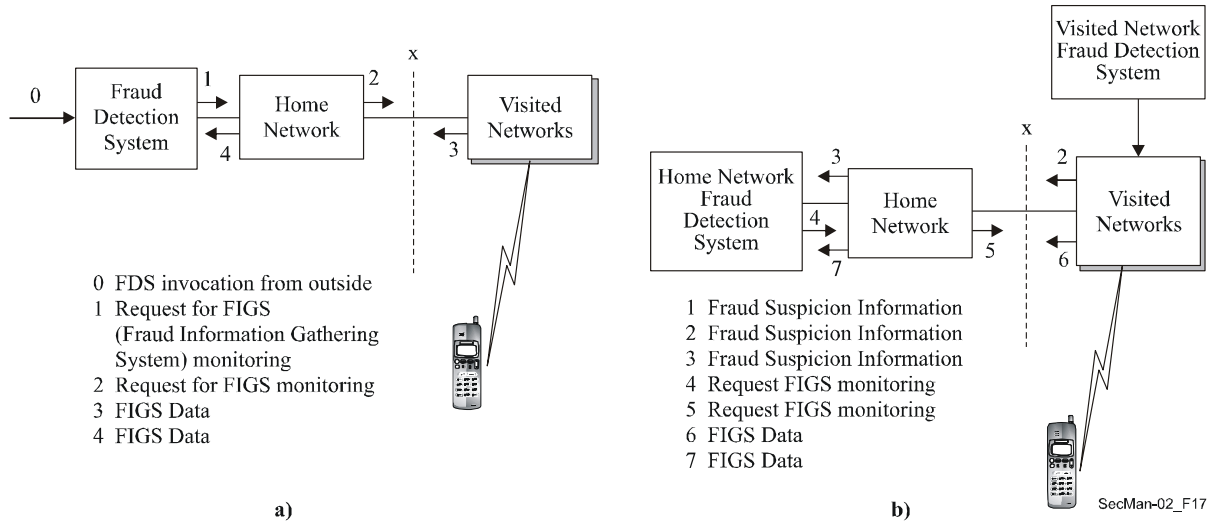 0
Fraud
Detection
System
1
4
Home
Network
2
x
3
Visited
Networks
0 FDS invocation from outside
1 Request for FIGS
(Fraud Information Gathering
System) monitoring
2 Request for FIGS monitoring
3 FIGS Data
4 FIGS Data
a)
Visited Network
Fraud Detection
System
x
Home Network
Fraud
Detection
System
3
4
7
Home
Network
5
2
6
Visited
Networks
1 Fraud Suspicion Information
2 Fraud Suspicion Information
3 Fraud Suspicion Information
4 Request FIGS monitoring
5 Request FIGS monitoring
6 FIGS Data
7 FIGS Data
b)
SecMan-02_F17